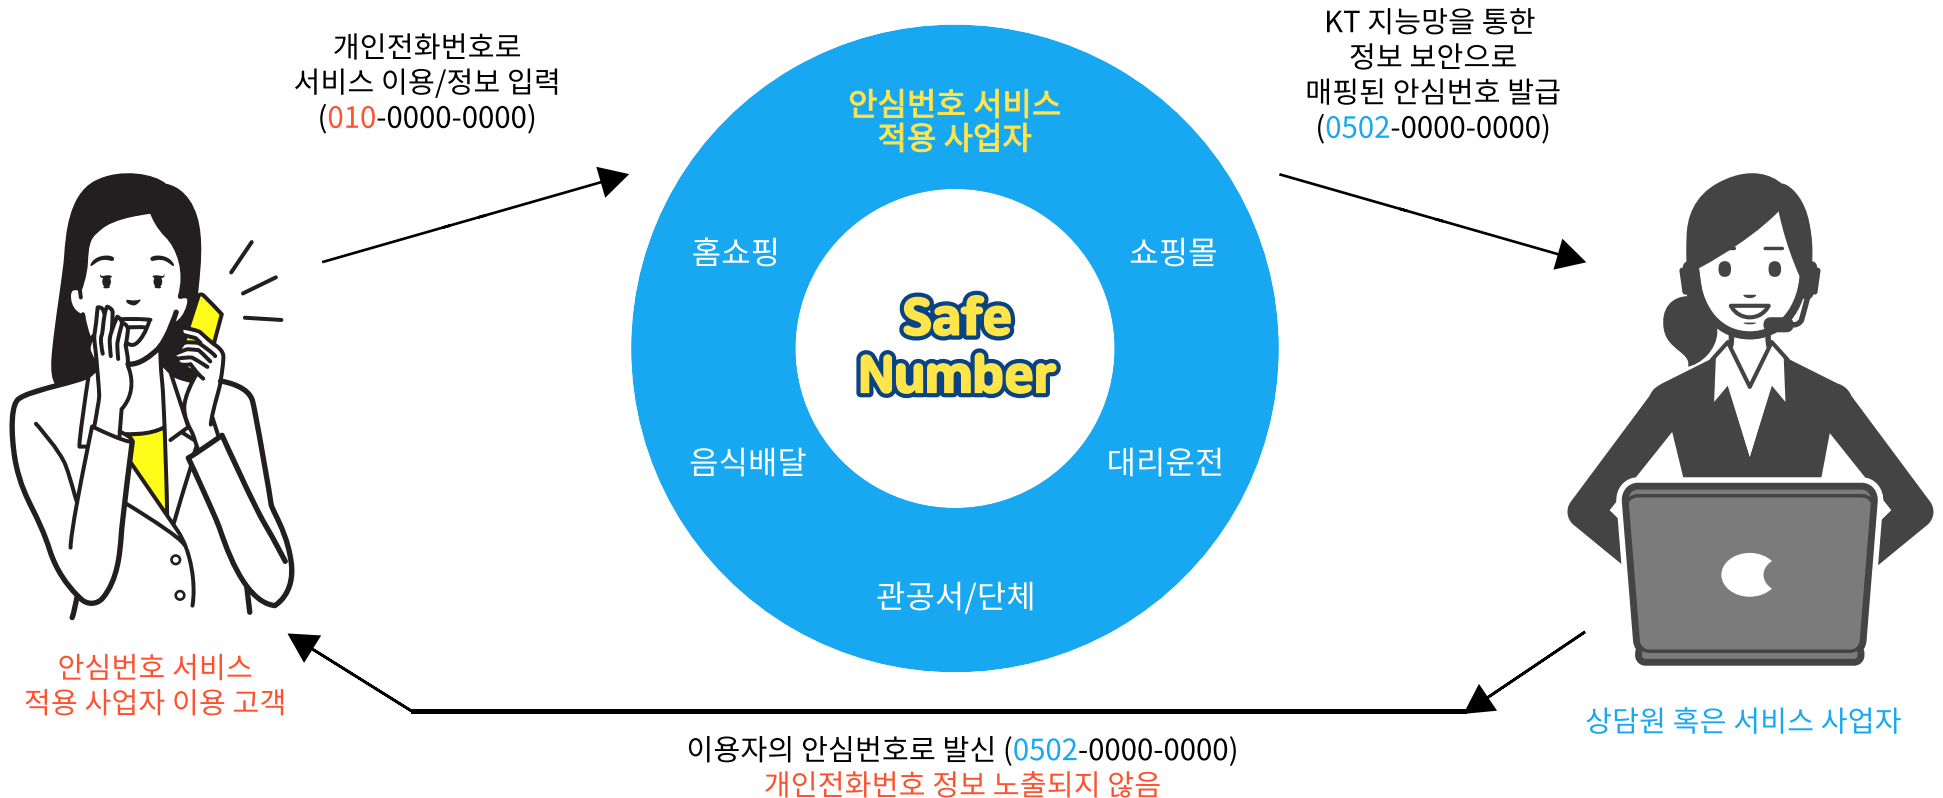 개인전화번호로
서비스 이용/정보 입력
(010-0000-0000)
KT 지능망을 통한
정보 보안으로
매핑된 안심번호 발급
(0502-0000-0000)
안심번호 서비스
적용 사업자
홈쇼핑
쇼핑몰
Safe
Number
음식배달
대리운전
관공서/단체
안심번호 서비스
적용 사업자 이용 고객
상담원 혹은 서비스 사업자
이용자의 안심번호로 발신 (0502-0000-0000)
개인전화번호 정보 노출되지 않음